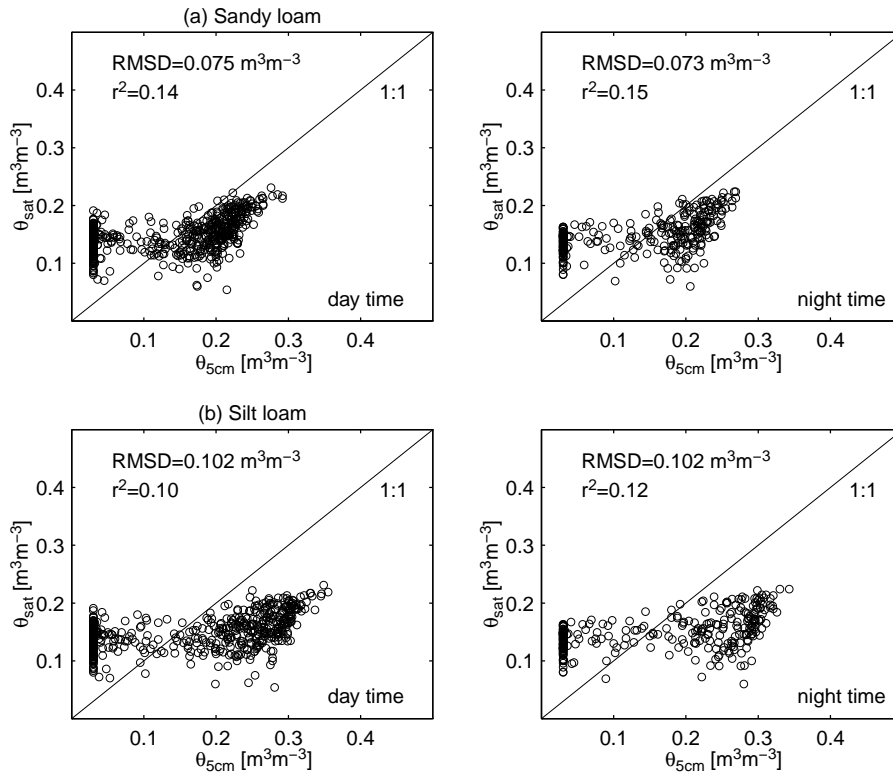 (a) Sandy loam
RMSD=0.075 m³m⁻³
r²=0.14
1:1
0.4
0.3
0.2
0.1
θsat [m³m⁻³]
day time
0.1 0.2 0.3 0.4
θ5cm [m³m⁻³]
RMSD=0.073 m³m⁻³
r²=0.15
1:1
0.4
0.3
0.2
0.1
θsat [m³m⁻³]
night time
0.1 0.2 0.3 0.4
θ5cm [m³m⁻³]
(b) Silt loam
RMSD=0.102 m³m⁻³
r²=0.10
1:1
0.4
0.3
0.2
0.1
θsat [m³m⁻³]
day time
0.1 0.2 0.3 0.4
θ5cm [m³m⁻³]
RMSD=0.102 m³m⁻³
r²=0.12
1:1
0.4
0.3
0.2
0.1
θsat [m³m⁻³]
night time
0.1 0.2 0.3 0.4
θ5cm [m³m⁻³]